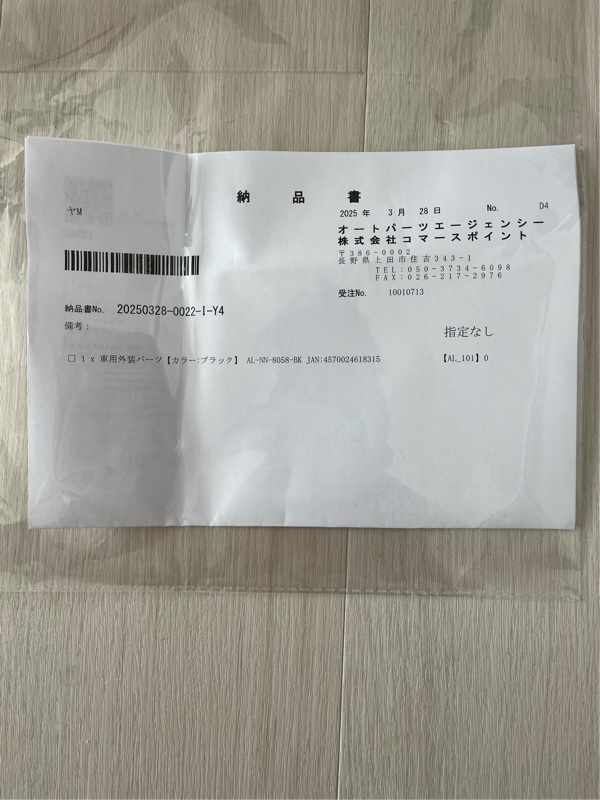 納 品 書
ヤM
2025 年 3 月 28 日 No. D4
オートパーツエージェンシー
株式会社コマースポイント
〒386-0002
長野県上田市住吉343-1
TEL:050-3734-6098
FAX:026-217-2976
受注No. 10010713
納品書No. 20250328-0022-I-Y4
備考:
指定なし
□ 1 x 車用外装パーツ【カラー:ブラック】 AL-NN-8058-BK JAN:4570024618315 【AL_101】0